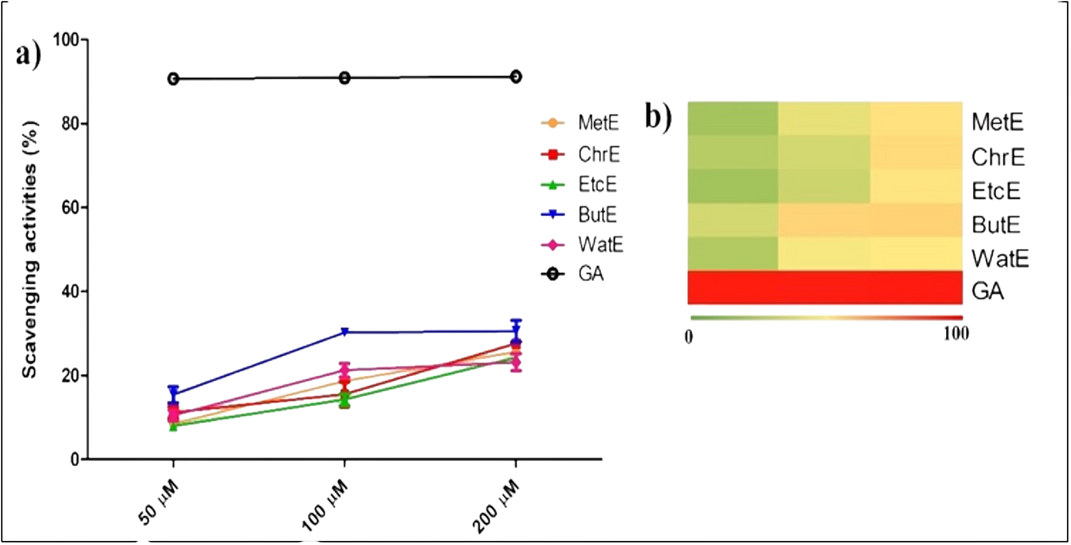 a)
Scavenging activities (%)
100
80
60
40
20
0
50 µM
100 µM
200 µM
MetE
ChrE
EtcE
ButE
WatE
GA
b)
MetE
ChrE
EtcE
ButE
WatE
GA
0
100